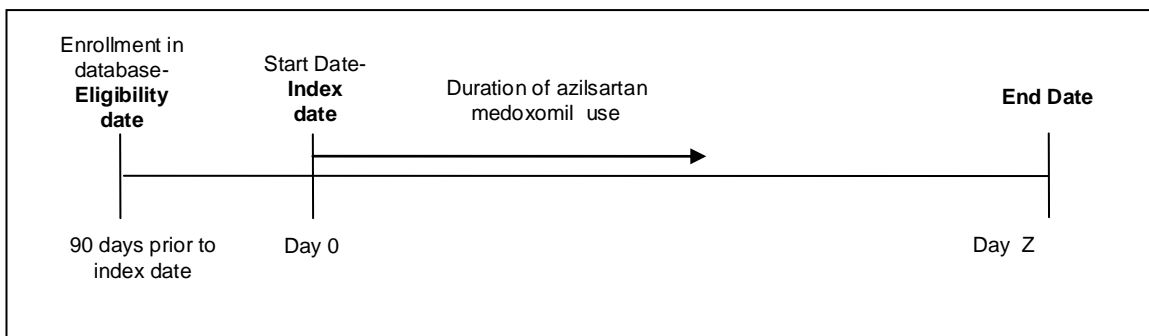 Enrollment in
database-
Eligibility
date
Start Date-
Index
date
Duration of azilsartan
medoxomil use
End Date
90 days prior to
index date
Day 0
Day Z